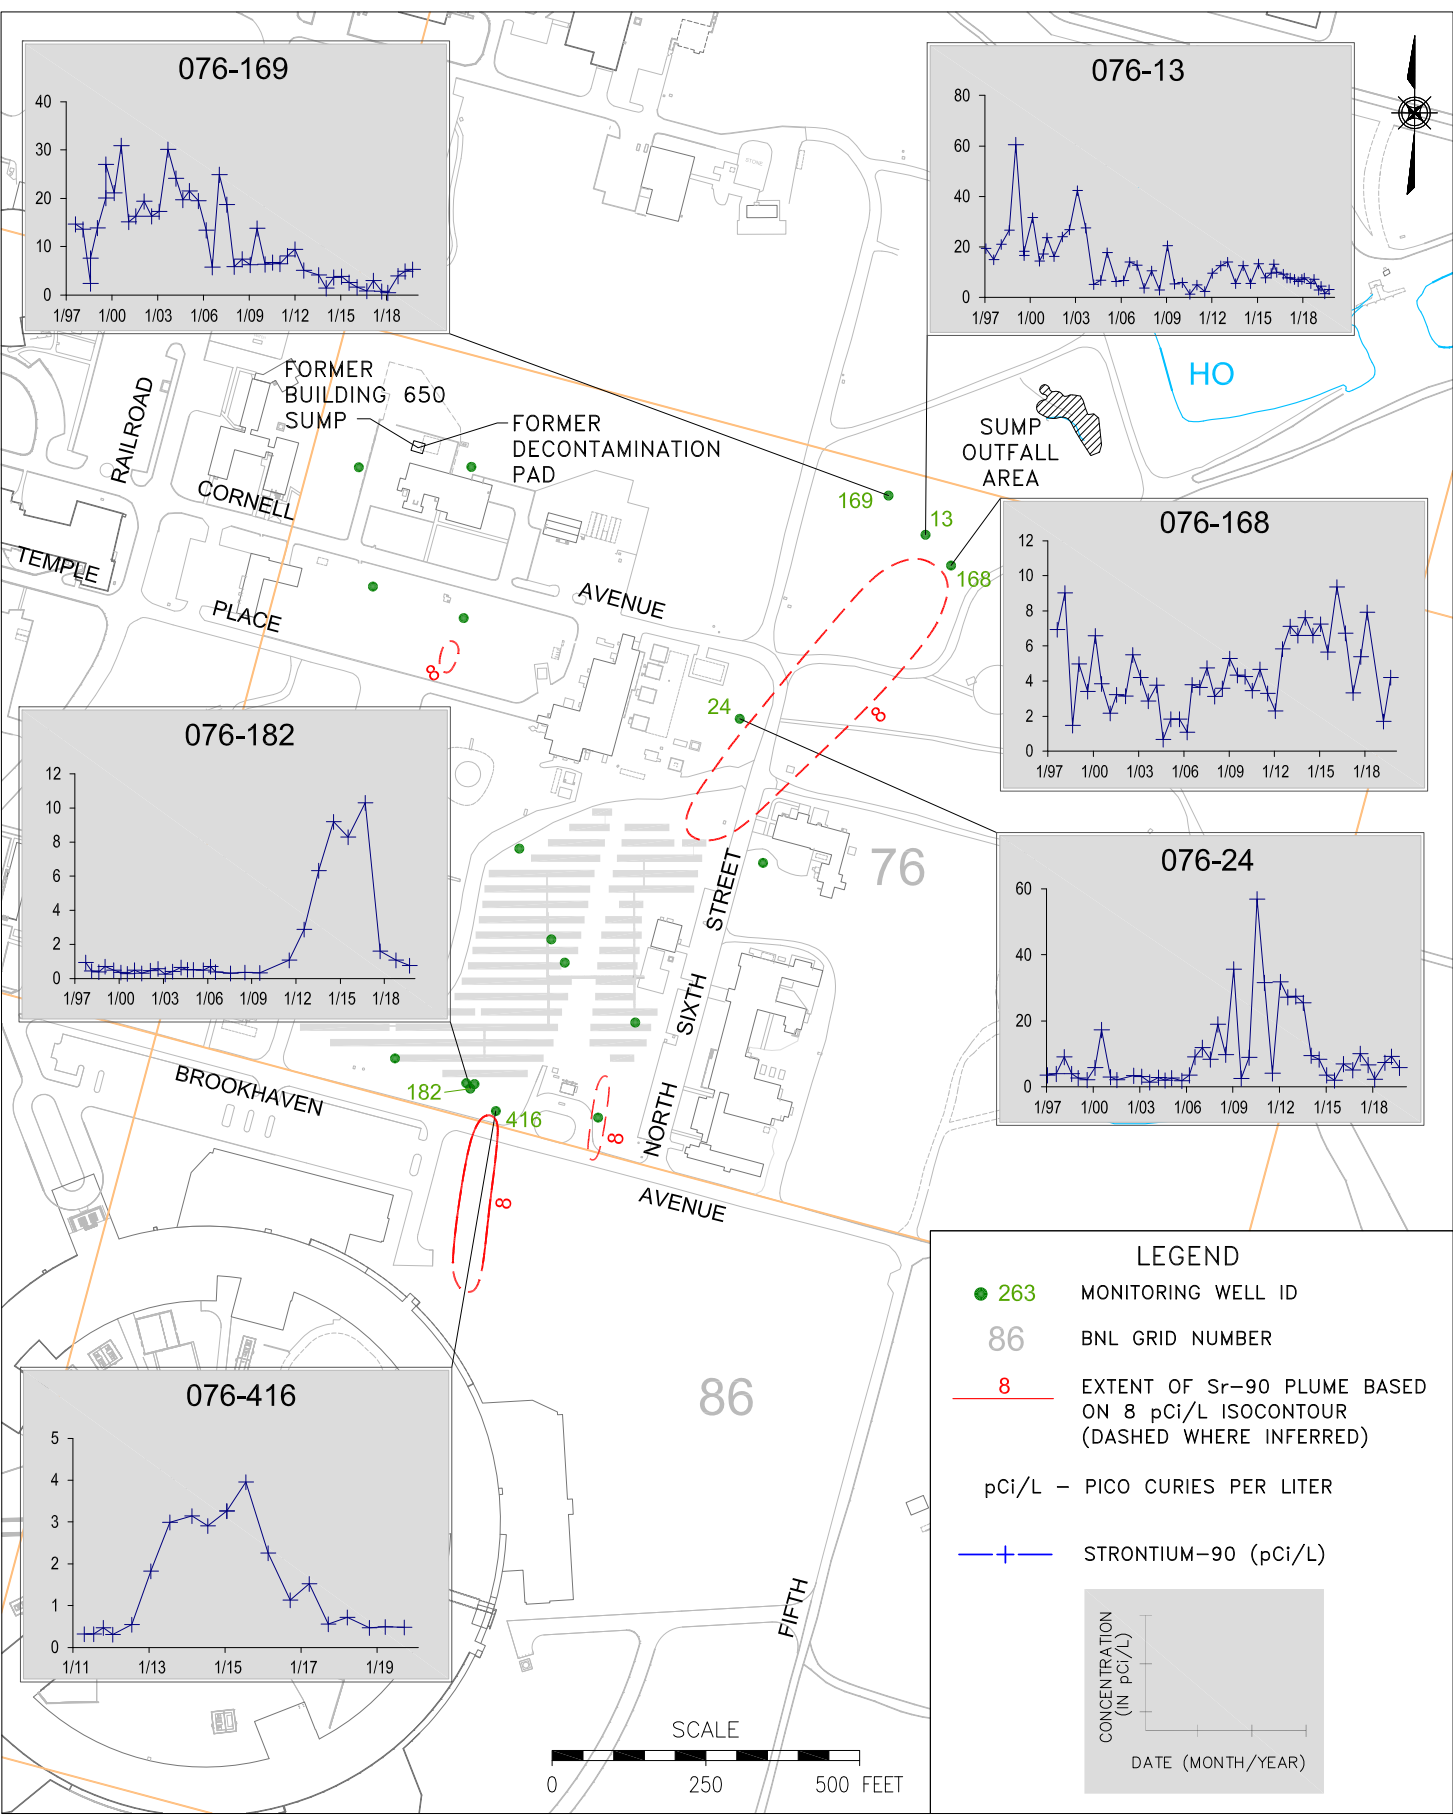 076-169
40
30
20
10
0
1/97 1/00 1/03 1/06 1/09 1/12 1/15 1/18
076-13
80
60
40
20
0
1/97 1/00 1/03 1/06 1/09 1/12 1/15 1/18
STONE
HO
FORMER
BUILDING 650
SUMP
FORMER
DECONTAMINATION
PAD
SUMP
OUTFALL
AREA
RAILROAD
CORNELL
AVENUE
TEMPLE
PLACE
169
13
168
24
8
8
076-168
12
10
8
6
4
2
0
1/97 1/00 1/03 1/06 1/09 1/12 1/15 1/18
076-182
12
10
8
6
4
2
0
1/97 1/00 1/03 1/06 1/09 1/12 1/15 1/18
76
076-24
60
40
20
0
1/97 1/00 1/03 1/06 1/09 1/12 1/15 1/18
NORTH SIXTH STREET
BROOKHAVEN
AVENUE
182
416
8
8
86
FIFTH
076-416
5
4
3
2
1
0
1/11 1/13 1/15 1/17 1/19
SCALE
0 250 500 FEET
LEGEND
263 MONITORING WELL ID
86 BNL GRID NUMBER
8 EXTENT OF Sr-90 PLUME BASED
ON 8 pCi/L ISOCONTOUR
(DASHED WHERE INFERRED)
pCi/L - PICO CURIES PER LITER
STRONTIUM-90 (pCi/L)
CONCENTRATION
(IN pCi/L)
DATE (MONTH/YEAR)